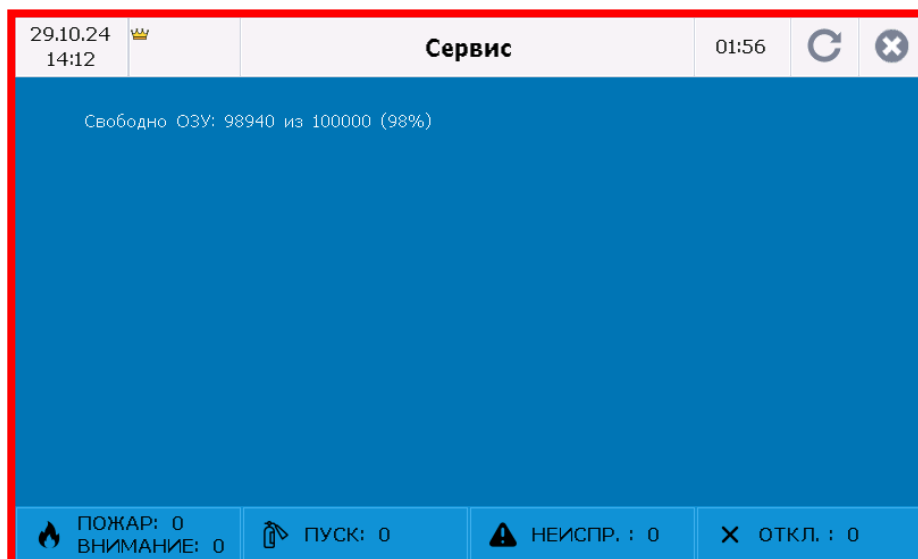 29.10.24
14:12
Сервис
01:56
Свободно ОЗУ: 98940 из 100000 (98%)
ПОЖАР: 0
ВНИМАНИЕ: 0
ПУСК: 0
НЕИСПР. : 0
ОТКЛ. : 0